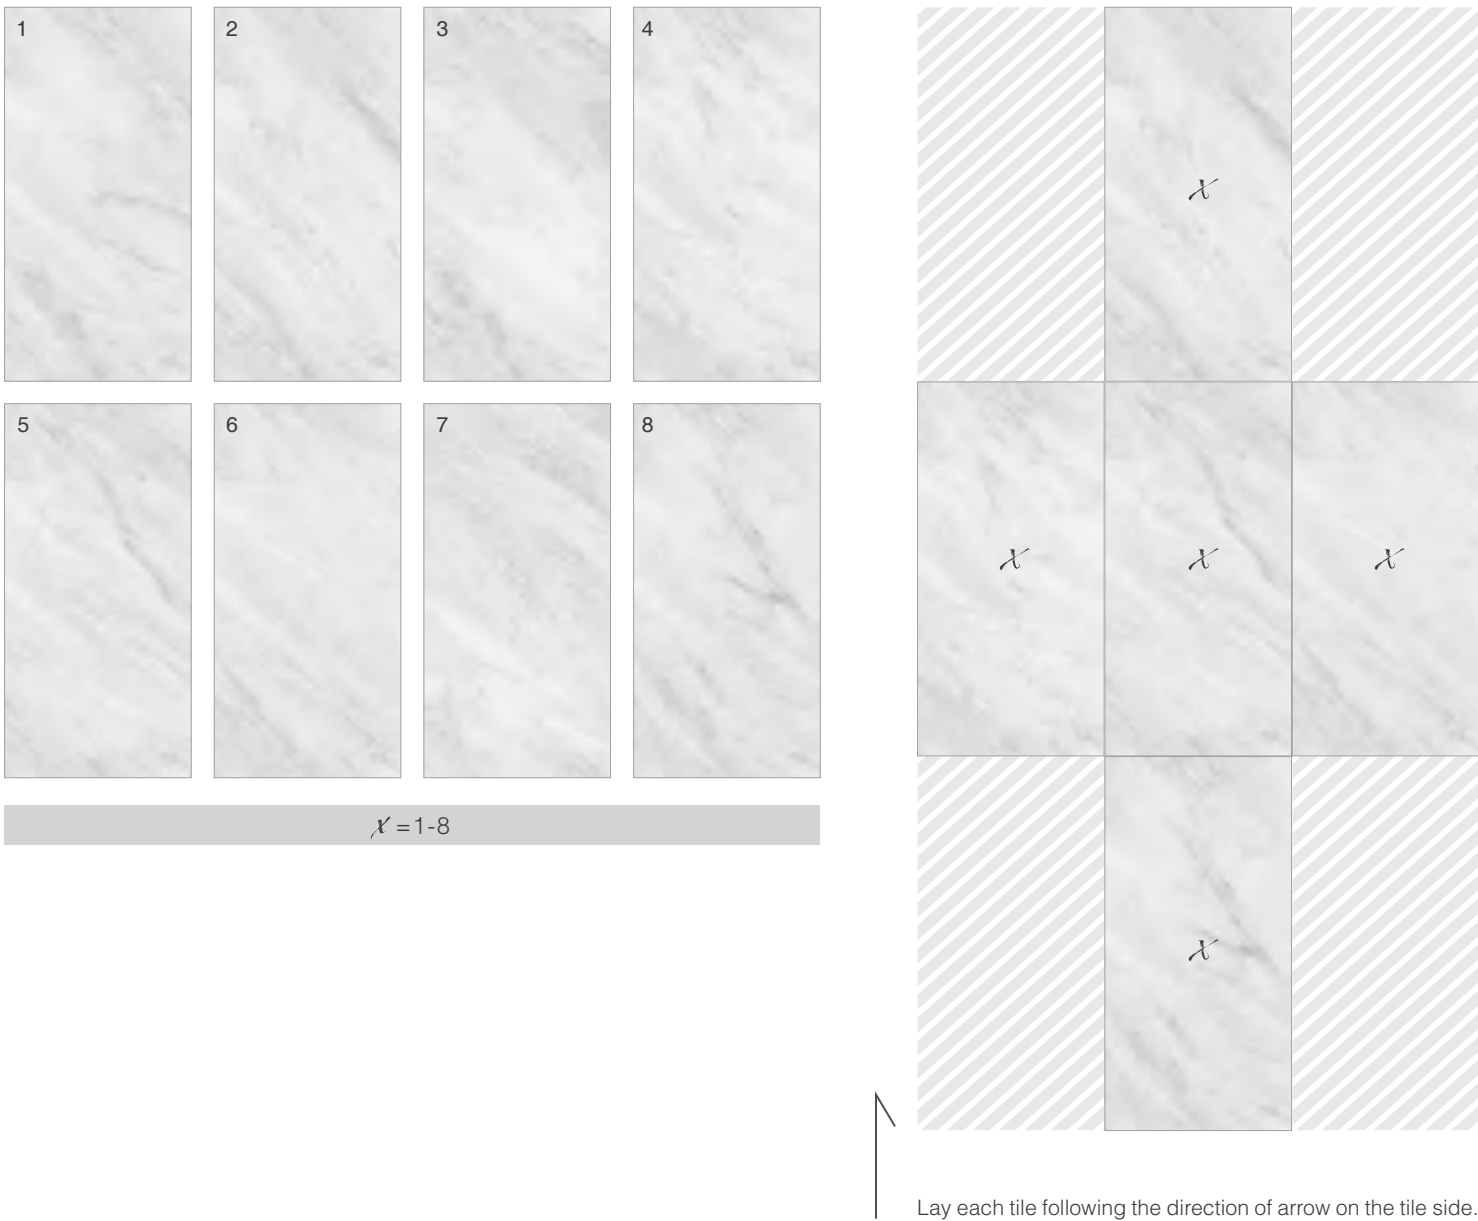 1
2
3
4
5
6
7
8
x = 1-8
x
x
x
x
x
Lay each tile following the direction of arrow on the tile side.